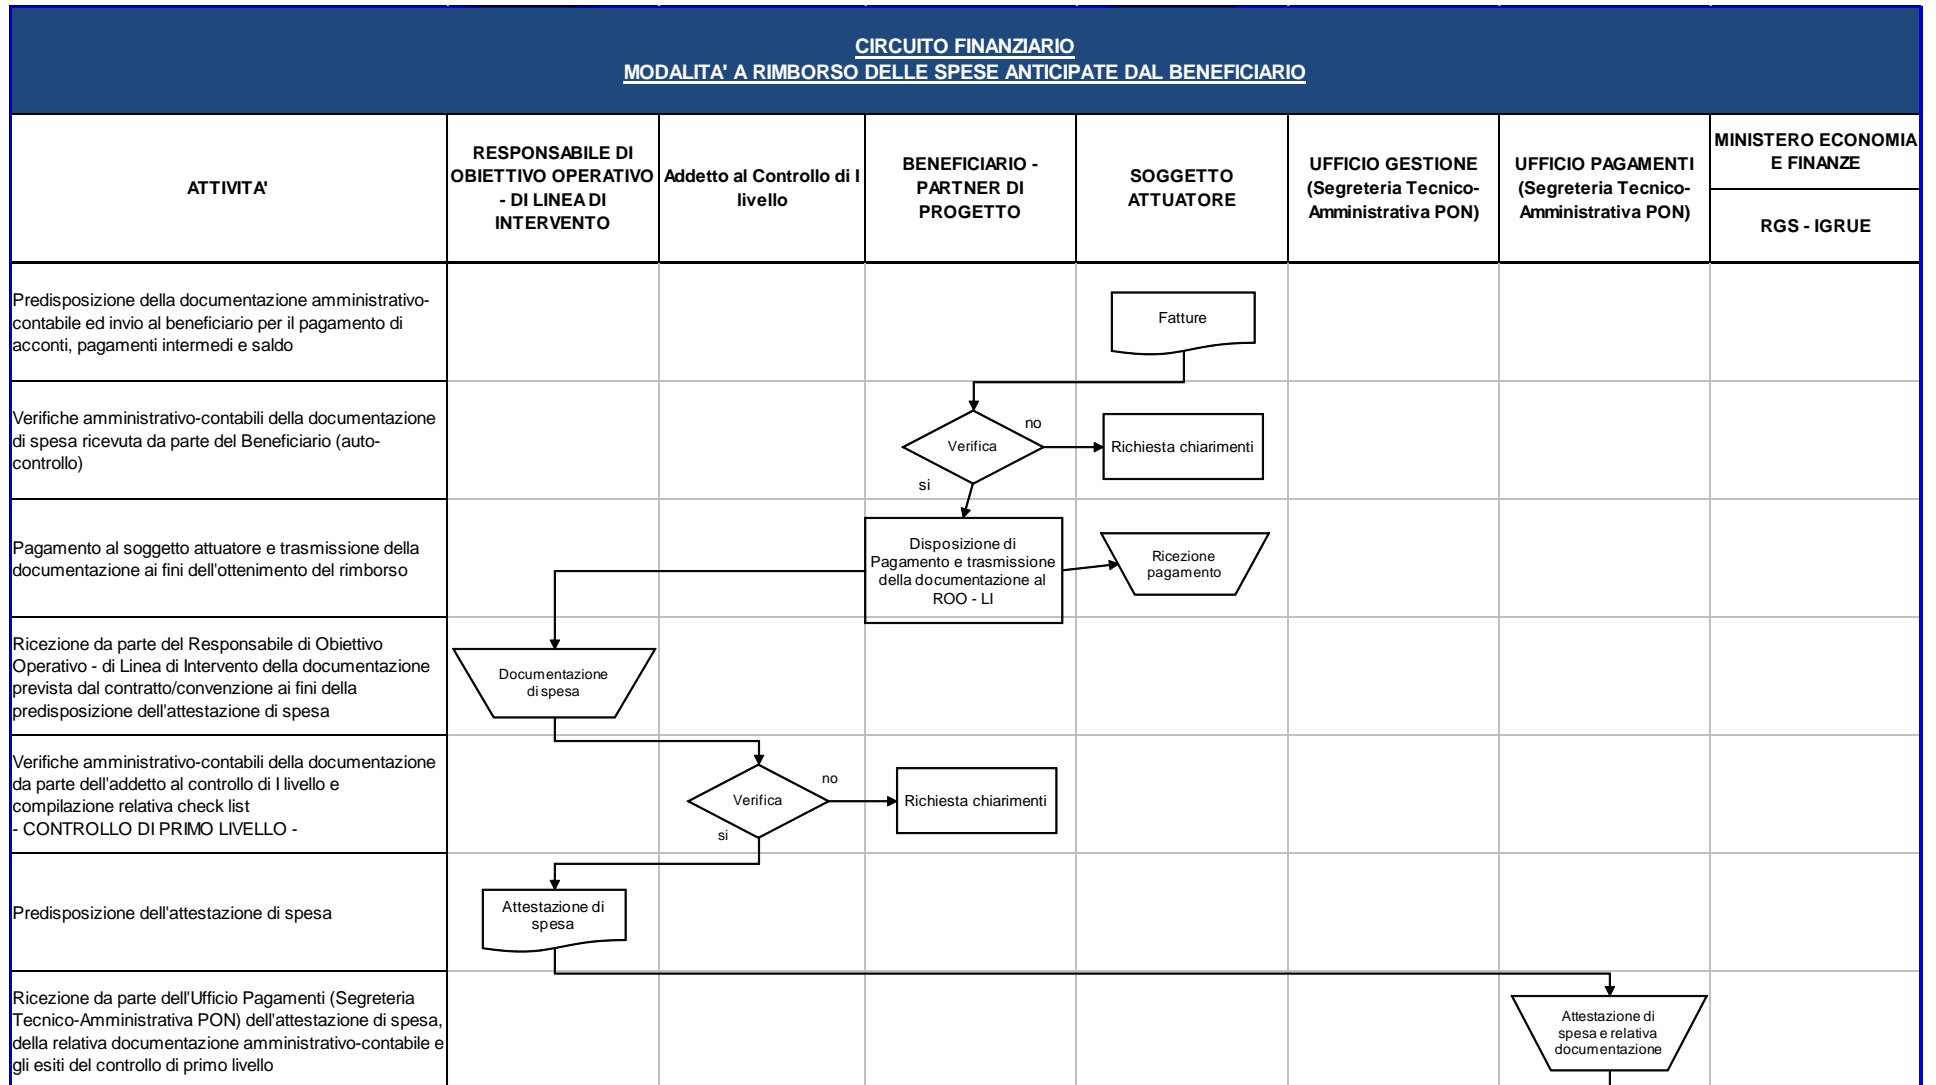 CIRCUITO FINANZIARIO
MODALITA' A RIMBORSO DELLE SPESE ANTICIPATE DAL BENEFICIARIO
ATTIVITA'
RESPONSABILE DI
OBIETTIVO OPERATIVO
- DI LINEA DI
INTERVENTO
Addetto al Controllo di I
livello
BENEFICIARIO -
PARTNER DI
PROGETTO
SOGGETTO
ATTUATORE
UFFICIO GESTIONE
(Segreteria Tecnico-
Amministrativa PON)
UFFICIO PAGAMENTI
(Segreteria Tecnico-
Amministrativa PON)
MINISTERO ECONOMIA
E FINANZE
RGS - IGRUE
Predisposizione della documentazione amministrativo-
contabile ed invio al beneficiario per il pagamento di
acconti, pagamenti intermedi e saldo
Fatture
Verifiche amministrativo-contabili della documentazione
di spesa ricevuta da parte del Beneficiario (auto-
controllo)
Verifica
no
si
Richiesta chiarimenti
Pagamento al soggetto attuatore e trasmissione della
documentazione ai fini dell'ottenimento del rimborso
Disposizione di
Pagamento e trasmissione
della documentazione al
ROO - LI
Ricezione
pagamento
Ricezione da parte del Responsabile di Obiettivo
Operativo - di Linea di Intervento della documentazione
prevista dal contratto/convenzione ai fini della
predisposizione dell'attestazione di spesa
Documentazione
di spesa
Verifiche amministrativo-contabili della documentazione
da parte dell'addetto al controllo di I livello e
compilazione relativa check list
- CONTROLLO DI PRIMO LIVELLO -
Verifica
no
si
Richiesta chiarimenti
Predisposizione dell'attestazione di spesa
Attestazione di
spesa
Ricezione da parte dell'Ufficio Pagamenti (Segreteria
Tecnico-Amministrativa PON) dell'attestazione di spesa,
della relativa documentazione amministrativo-contabile e
gli esiti del controllo di primo livello
Attestazione di
spesa e relativa
documentazione